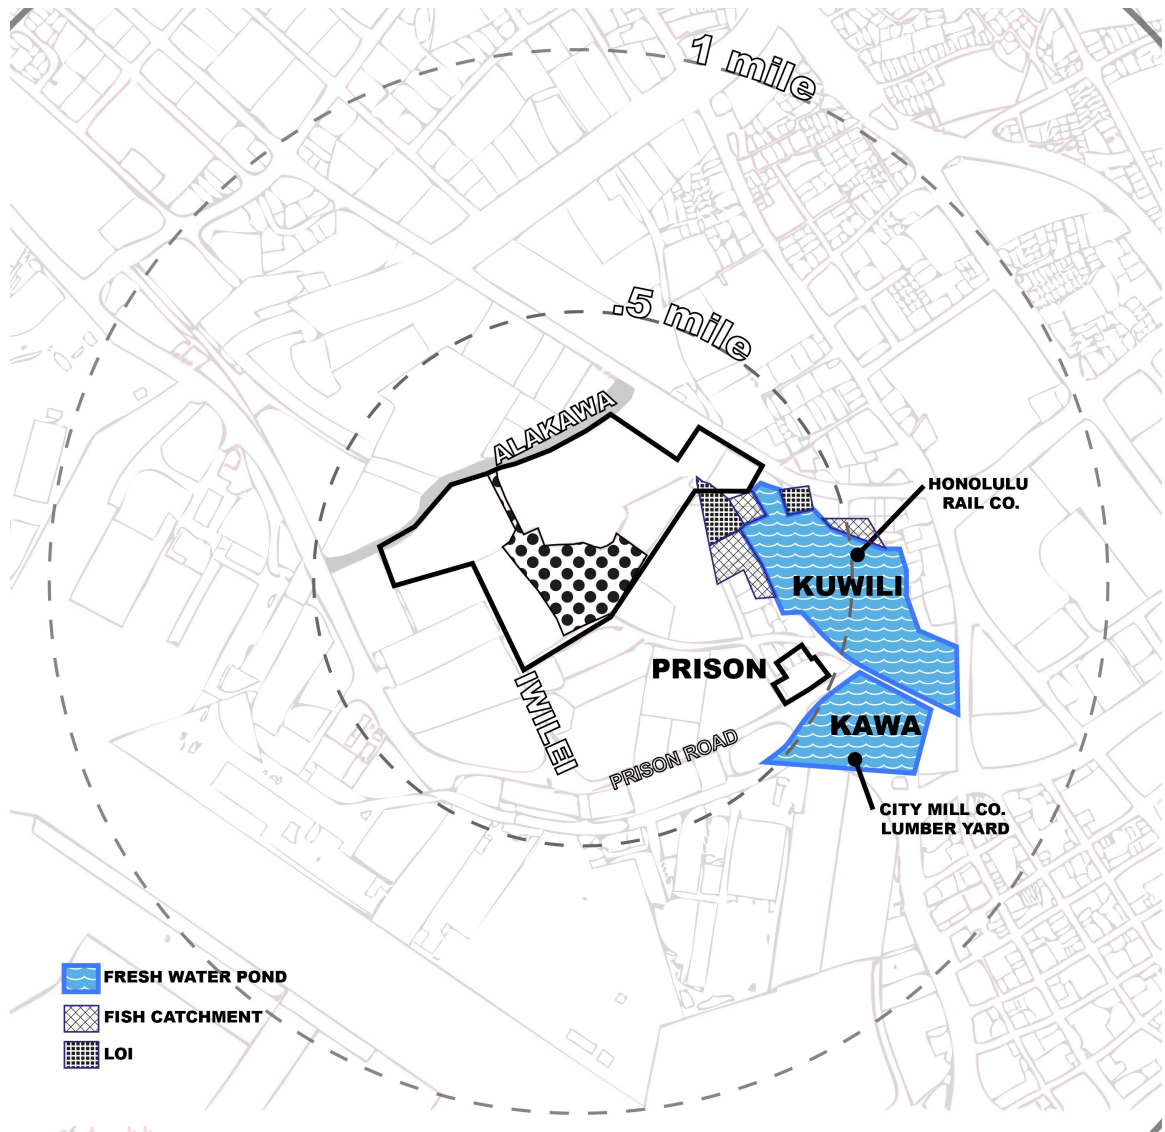 1 mile
.5 mile
ALAKAWA
HONOLULU
RAIL CO.
KUWILI
PRISON
IWILEI
KAWA
PRISON ROAD
CITY MILL CO.
LUMBER YARD
FRESH WATER POND
FISH CATCHMENT
LOI